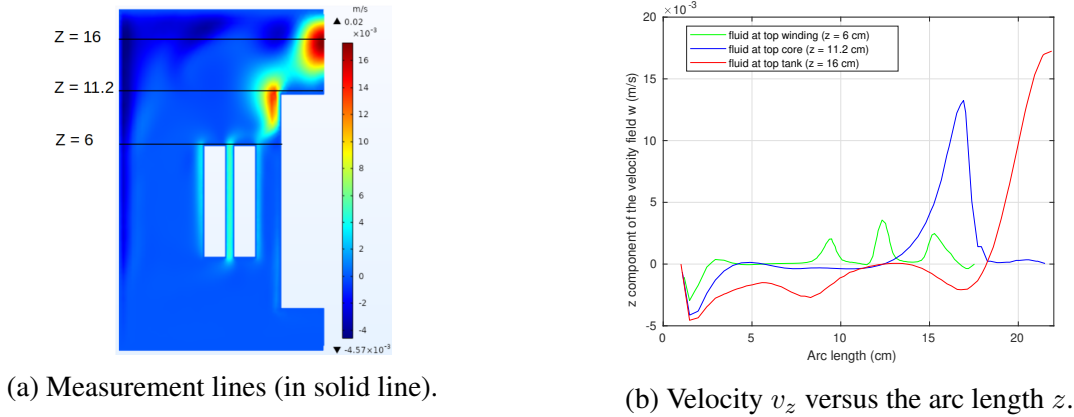 m/s
▲ 0.02
×10⁻³
16
14
12
10
8
6
4
2
0
-2
-4
▼ -4.57×10⁻³
Z = 16
Z = 11.2
Z = 6
(a) Measurement lines (in solid line).
×10⁻³
20
15
10
5
0
-5
z component of the velocity field w (m/s)
fluid at top winding (z = 6 cm)
fluid at top core (z = 11.2 cm)
fluid at top tank (z = 16 cm)
0 5 10 15 20
Arc length (cm)
(b) Velocity v_z versus the arc length z.